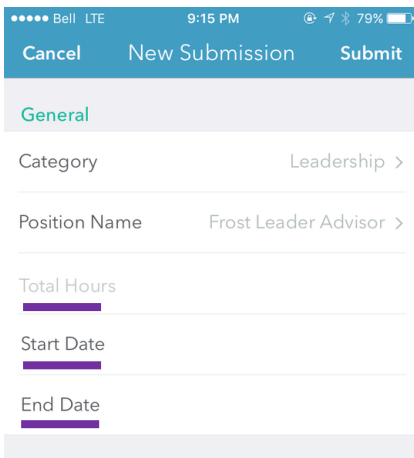 Bell LTE 9:15 PM 79%
Cancel New Submission Submit
General
Category Leadership >
Position Name Frost Leader Advisor >
Total Hours
Start Date
End Date